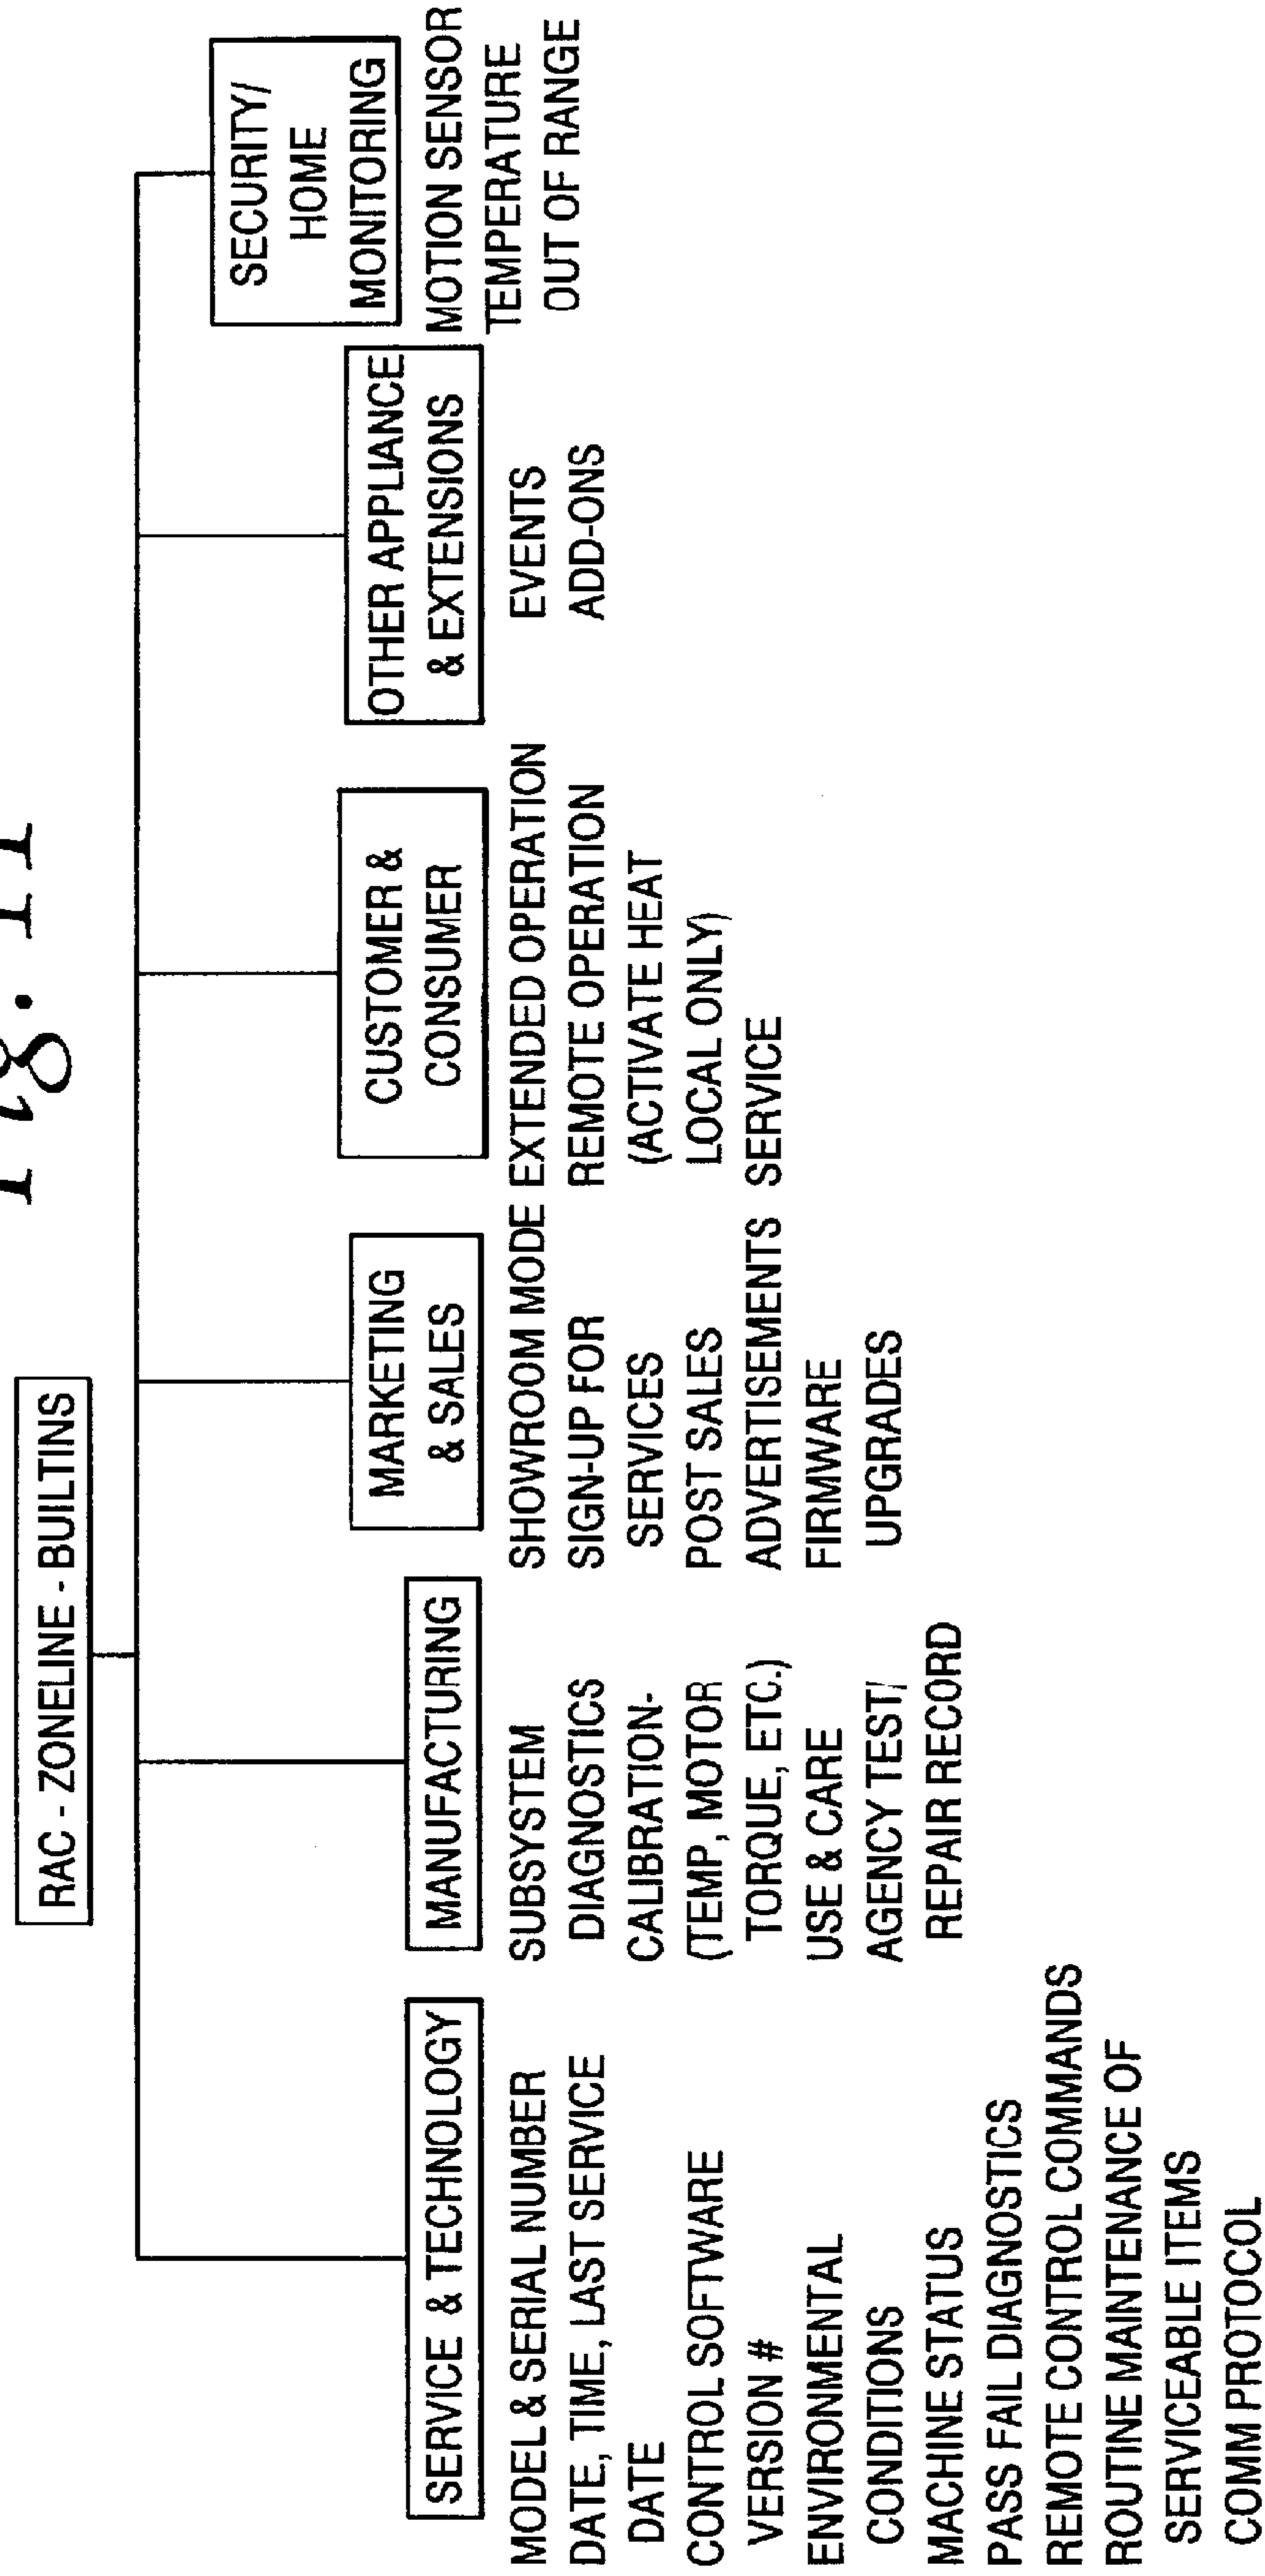 Fig. 11
RAC - ZONELINE - BUILTINS
SERVICE & TECHNOLOGY
MODEL & SERIAL NUMBER
DATE, TIME, LAST SERVICE
DATE
CONTROL SOFTWARE
VERSION #
ENVIRONMENTAL
CONDITIONS
MACHINE STATUS
PASS FAIL DIAGNOSTICS
REMOTE CONTROL COMMANDS
ROUTINE MAINTENANCE OF
SERVICEABLE ITEMS
COMM PROTOCOL
MANUFACTURING
SUBSYSTEM
DIAGNOSTICS
CALIBRATION-
(TEMP, MOTOR
TORQUE, ETC.)
USE & CARE
AGENCY TEST/
REPAIR RECORD
MARKETING
& SALES
SHOWROOM MODE
SIGN-UP FOR
SERVICES
POST SALES
ADVERTISEMENTS
FIRMWARE
UPGRADES
CUSTOMER &
CONSUMER
EXTENDED OPERATION
REMOTE OPERATION
(ACTIVATE HEAT
LOCAL ONLY)
SERVICE
OTHER APPLIANCE
& EXTENSIONS
EVENTS
ADD-ONS
SECURITY/
HOME
MONITORING
MOTION SENSOR
TEMPERATURE
OUT OF RANGE